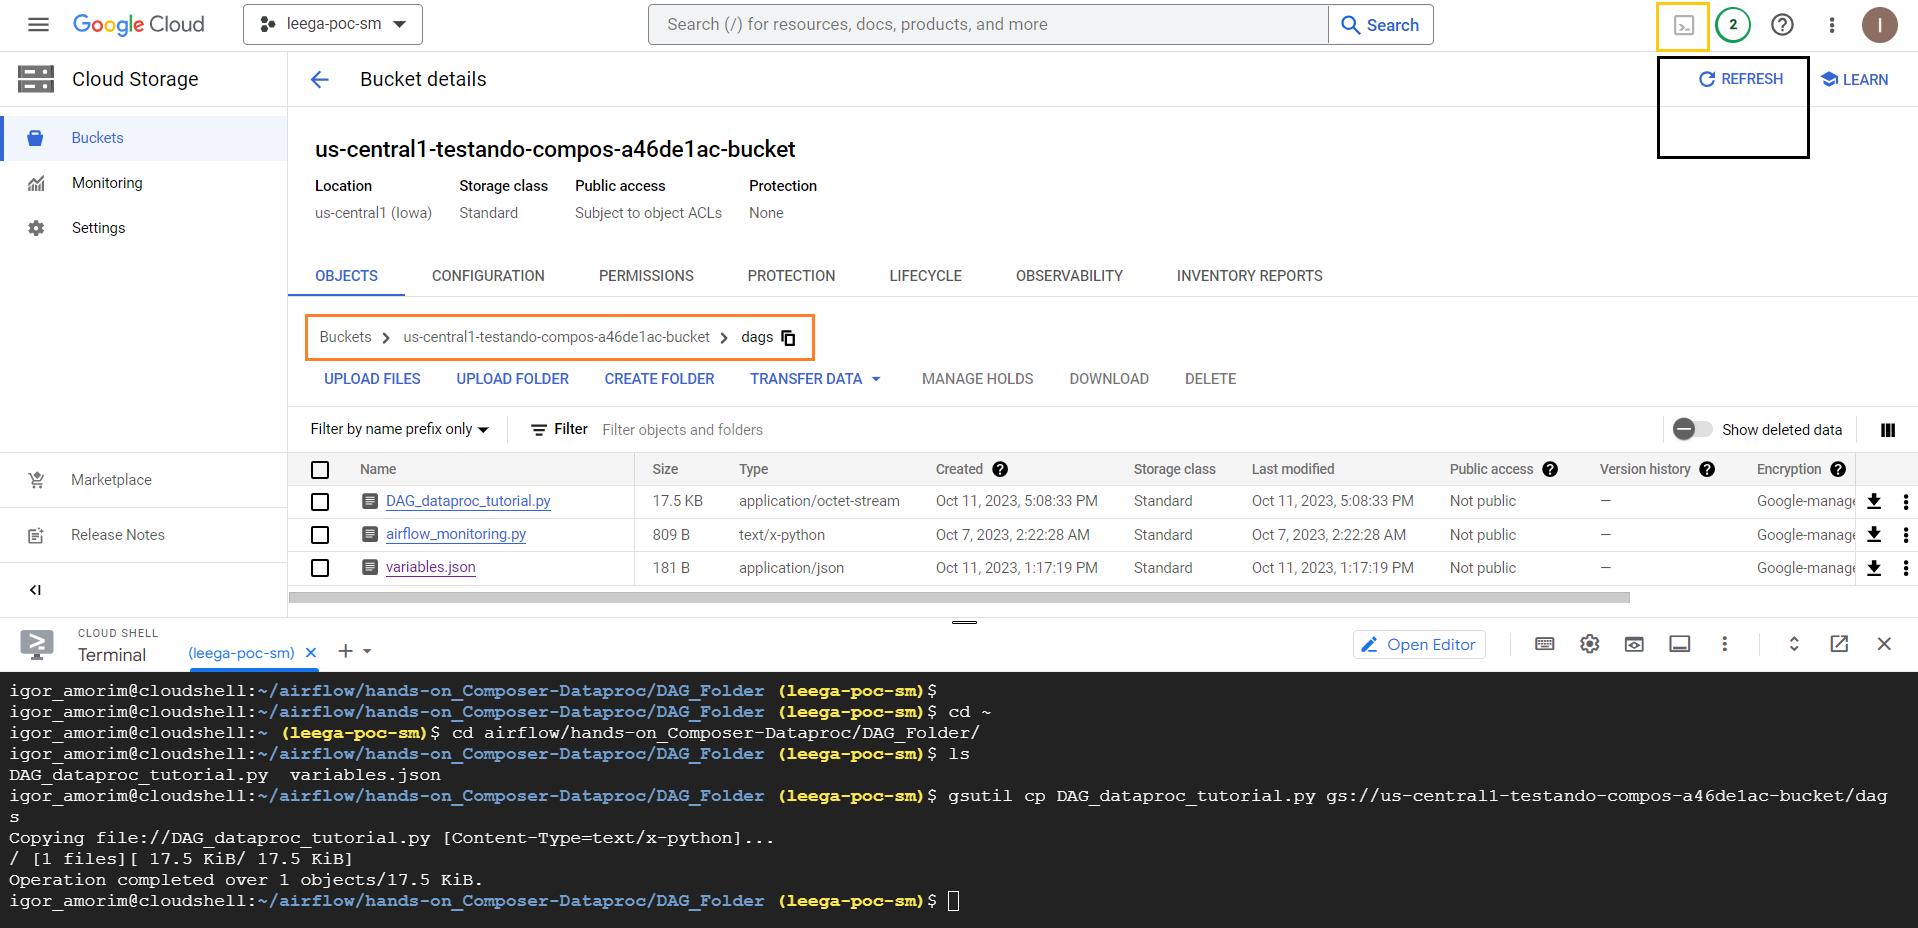 Google Cloud leega-poc-sm Search (/) for resources, docs, products, and more Search 2 I
Cloud Storage Bucket details REFRESH LEARN
Buckets
Monitoring
Settings
Marketplace
Release Notes
us-central1-testando-compos-a46de1ac-bucket
Location Storage class Public access Protection
us-central1 (Iowa) Standard Subject to object ACLs None
OBJECTS CONFIGURATION PERMISSIONS PROTECTION LIFECYCLE OBSERVABILITY INVENTORY REPORTS
Buckets us-central1-testando-compos-a46de1ac-bucket dags
UPLOAD FILES UPLOAD FOLDER CREATE FOLDER TRANSFER DATA MANAGE HOLDS DOWNLOAD DELETE
Filter by name prefix only Filter Filter objects and folders Show deleted data
Name Size Type Created Storage class Last modified Public access Version history Encryption
DAG_dataproc_tutorial.py 17.5 KB application/octet-stream Oct 11, 2023, 5:08:33 PM Standard Oct 11, 2023, 5:08:33 PM Not public — Google-manage
airflow_monitoring.py 809 B text/x-python Oct 7, 2023, 2:22:28 AM Standard Oct 7, 2023, 2:22:28 AM Not public — Google-manage
variables.json 181 B application/json Oct 11, 2023, 1:17:19 PM Standard Oct 11, 2023, 1:17:19 PM Not public — Google-manage
CLOUD SHELL
Terminal (leega-poc-sm) Open Editor
igor_amorim@cloudshell:~/airflow/hands-on_Composer-Dataproc/DAG_Folder (leega-poc-sm)$
igor_amorim@cloudshell:~/airflow/hands-on_Composer-Dataproc/DAG_Folder (leega-poc-sm)$ cd ~
igor_amorim@cloudshell:~ (leega-poc-sm)$ cd airflow/hands-on_Composer-Dataproc/DAG_Folder/
igor_amorim@cloudshell:~/airflow/hands-on_Composer-Dataproc/DAG_Folder (leega-poc-sm)$ ls
DAG_dataproc_tutorial.py variables.json
igor_amorim@cloudshell:~/airflow/hands-on_Composer-Dataproc/DAG_Folder (leega-poc-sm)$ gsutil cp DAG_dataproc_tutorial.py gs://us-central1-testando-compos-a46de1ac-bucket/dag
s
Copying file://DAG_dataproc_tutorial.py [Content-Type=text/x-python]...
/ [1 files][ 17.5 KiB/ 17.5 KiB]
Operation completed over 1 objects/17.5 KiB.
igor_amorim@cloudshell:~/airflow/hands-on_Composer-Dataproc/DAG_Folder (leega-poc-sm)$